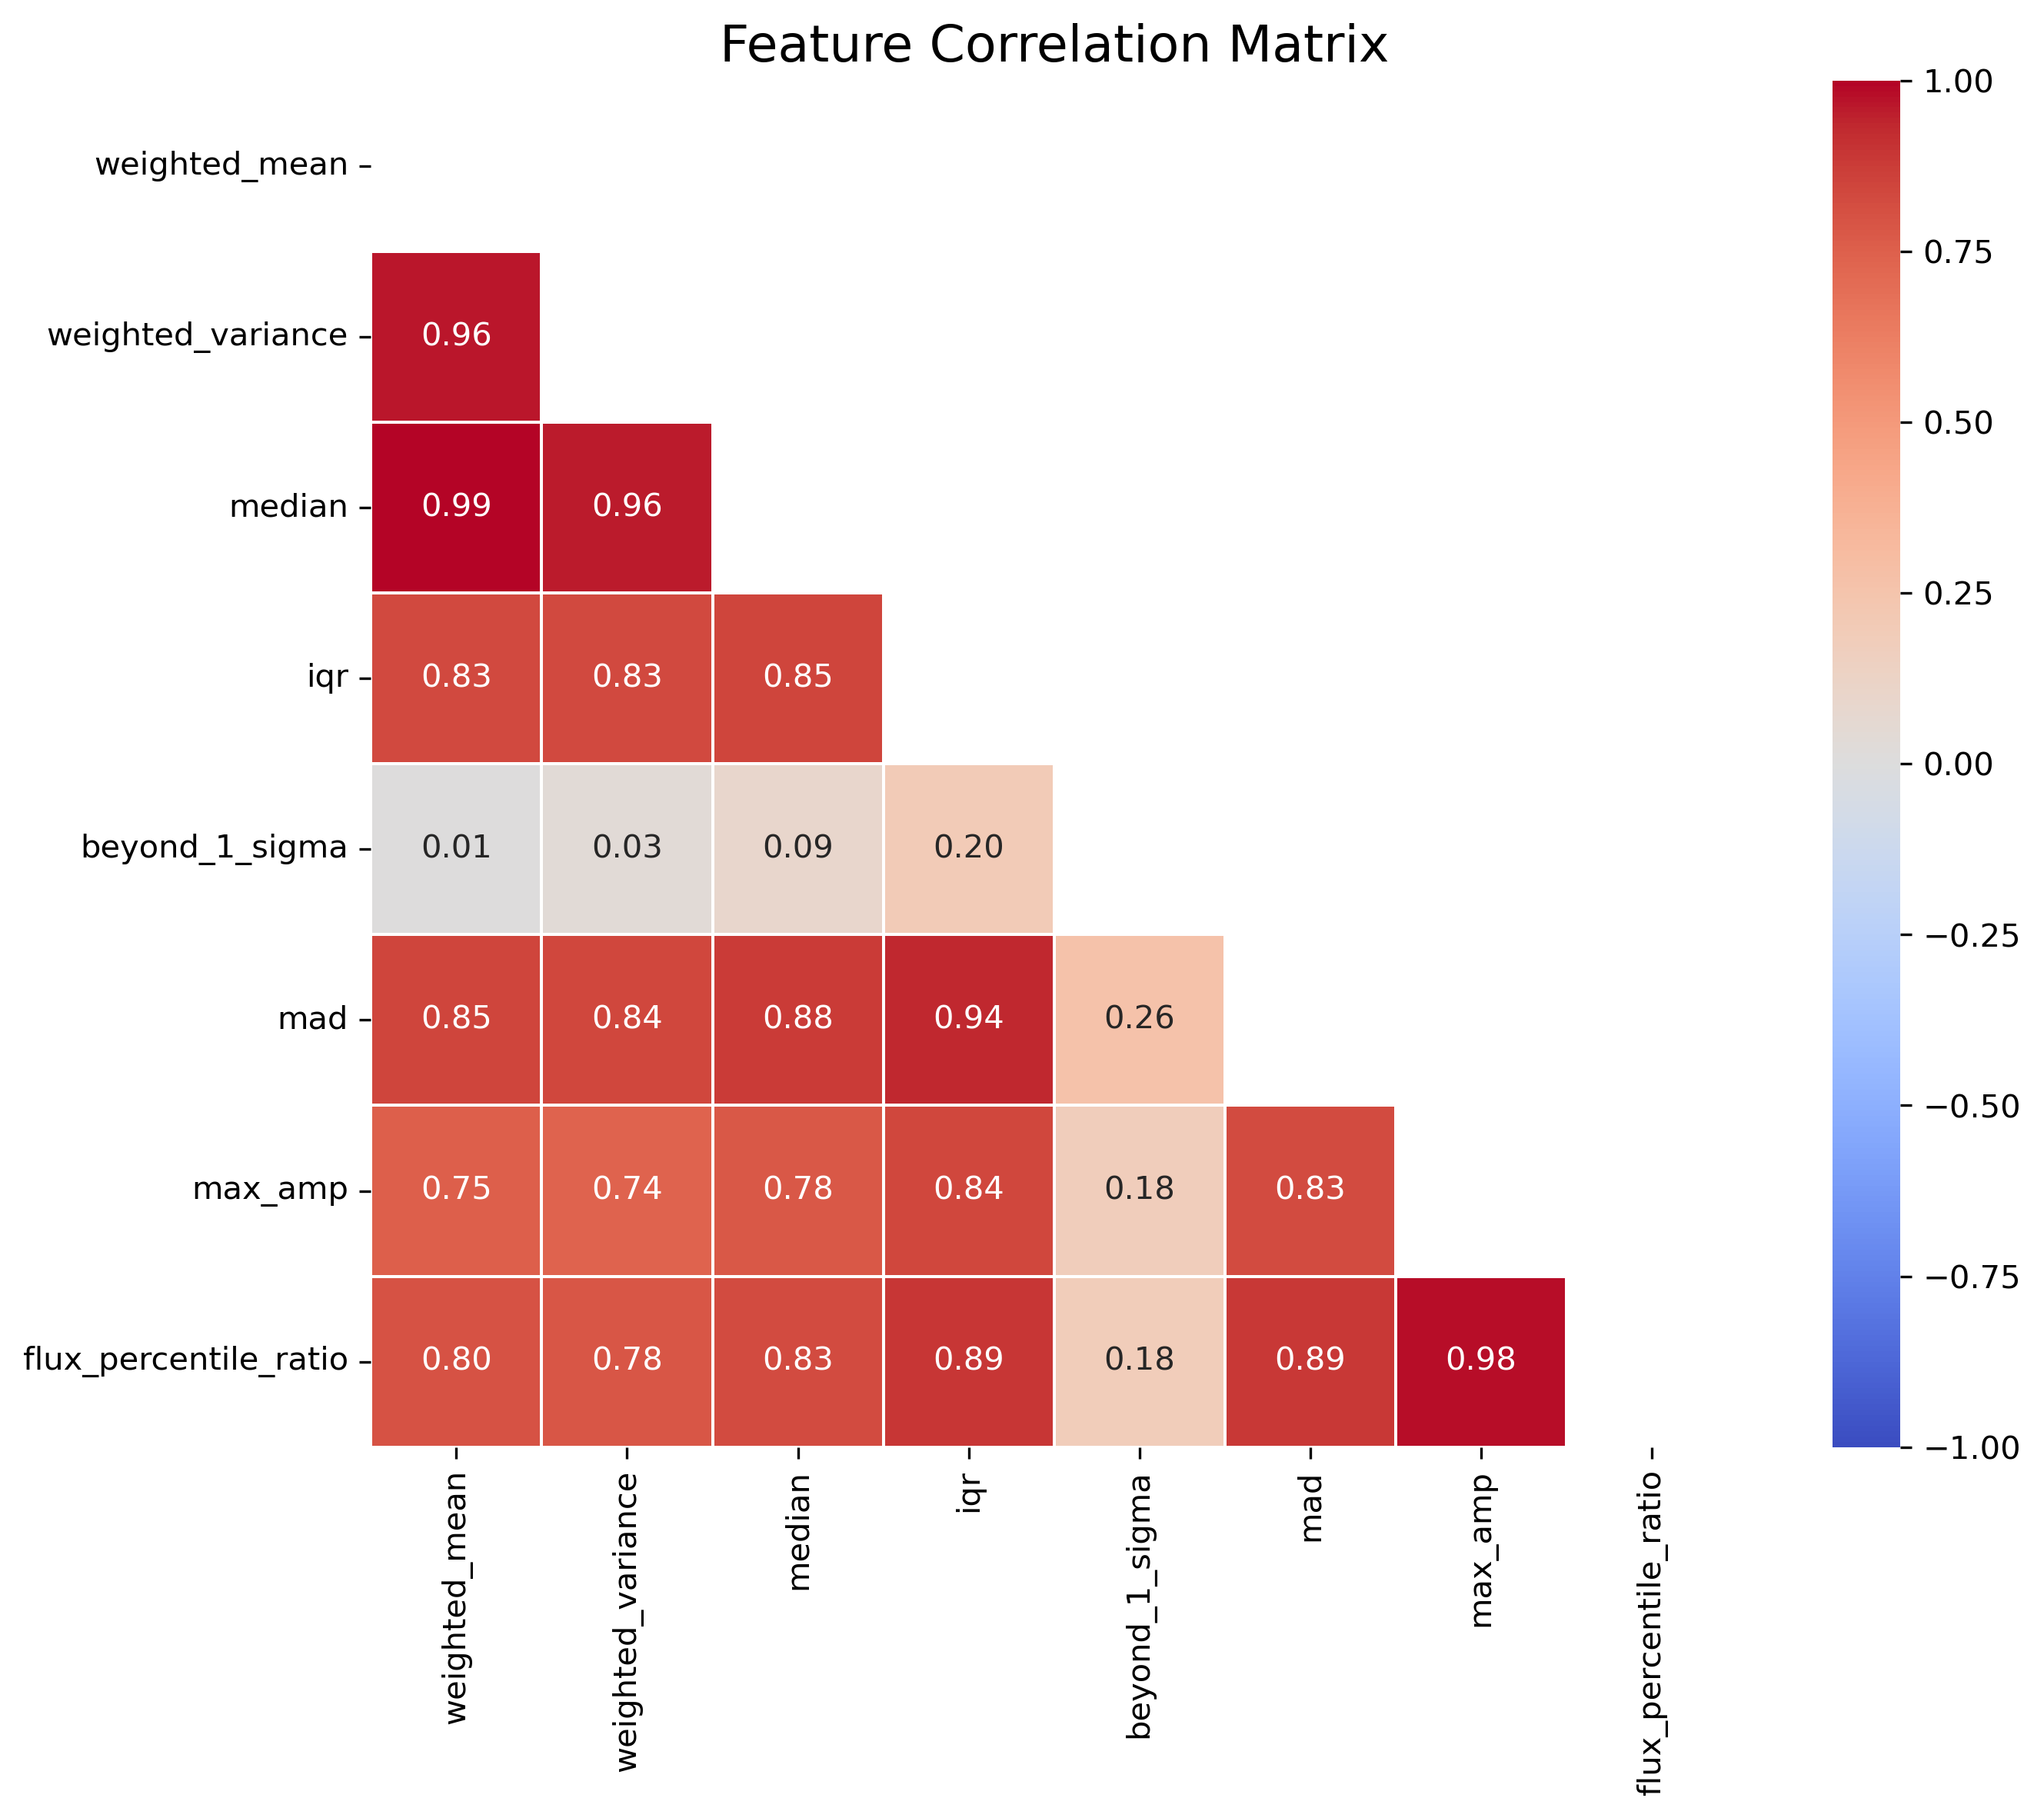 Feature Correlation Matrix
weighted_mean
weighted_variance 0.96
median 0.99 0.96
iqr 0.83 0.83 0.85
beyond_1_sigma 0.01 0.03 0.09 0.20
mad 0.85 0.84 0.88 0.94 0.26
max_amp 0.75 0.74 0.78 0.84 0.18 0.83
flux_percentile_ratio 0.80 0.78 0.83 0.89 0.18 0.89 0.98
weighted_mean
weighted_variance
median
iqr
beyond_1_sigma
mad
max_amp
flux_percentile_ratio
1.00
0.75
0.50
0.25
0.00
−0.25
−0.50
−0.75
−1.00